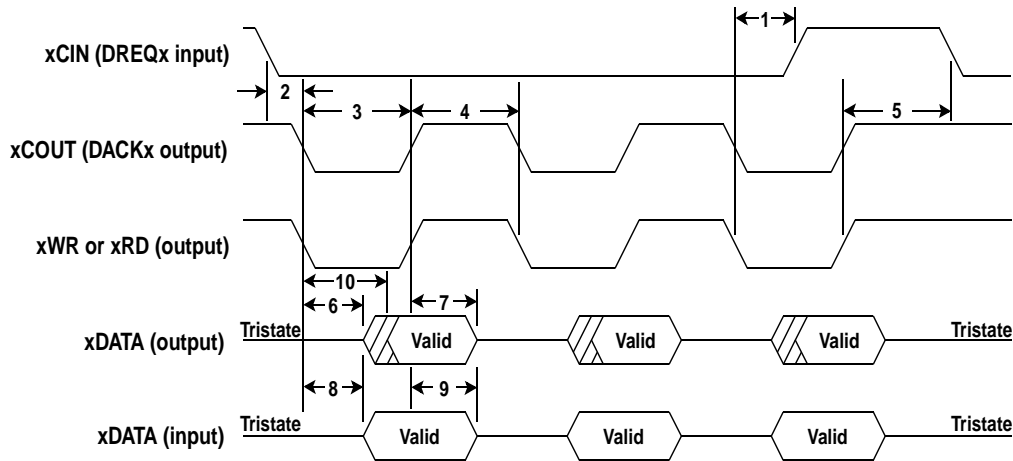 1
xCIN (DREQx input)
2
3
4
5
xCOUT (DACKx output)
xWR or xRD (output)
10
6
7
Tristate
Valid
Valid
Valid
Tristate
xDATA (output)
8
9
Tristate
Valid
Valid
Valid
Tristate
xDATA (input)